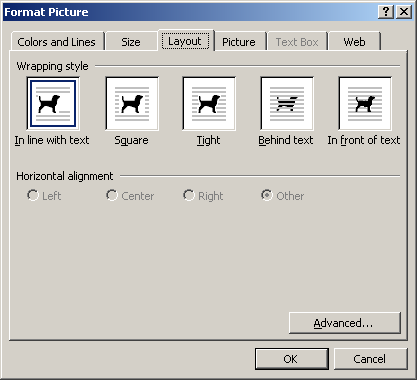 Format Picture
Colors and Lines Size Layout Picture Text Box Web
Wrapping style
In line with text Square Tight Behind text In front of text
Horizontal alignment
Left Center Right Other
Advanced...
OK Cancel